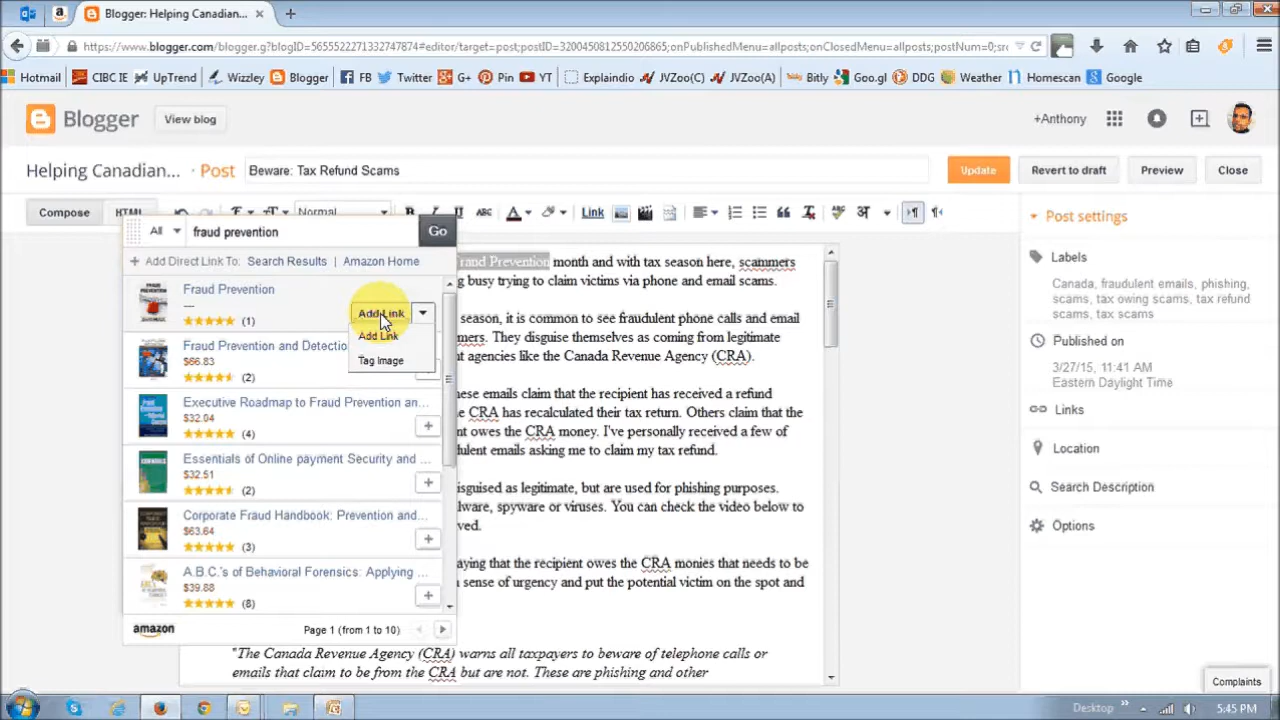 Blogger: Helping Canadian...
https://www.blogger.com/blogger.g?blogID=5655522271332747874#editor/target=post;postID=3200450812550206865;onPublishedMenu=allposts;onClosedMenu=allposts;postNum=0;src
Hotmail CIBC IE UpTrend Wizzley Blogger FB Twitter G+ Pin YT Explaindio JVZoo(C) JVZoo(A) Bitly Goo.gl DDG Weather Homescan Google
Blogger View blog +Anthony
Helping Canadian... · Post Beware: Tax Refund Scams Update Revert to draft Preview Close
Compose HTML Normal B I U ABC A Link
All fraud prevention Go
Add Direct Link To: Search Results | Amazon Home
Fraud Prevention
---
(1)
Add Link
Tag Image
Fraud Prevention and Detectio
$66.83
(2)
Executive Roadmap to Fraud Prevention an...
$32.04
(4)
Essentials of Online payment Security and ...
$32.51
(2)
Corporate Fraud Handbook: Prevention and...
$63.64
(3)
A.B.C.'s of Behavioral Forensics: Applying ...
$39.88
(8)
amazon Page 1 (from 1 to 10)
Fraud Prevention month and with tax season here, scammers
g busy trying to claim victims via phone and email scams.
season, it is common to see fraudulent phone calls and email
mers. They disguise themselves as coming from legitimate
nt agencies like the Canada Revenue Agency (CRA).
ese emails claim that the recipient has received a refund
e CRA has recalculated their tax return. Others claim that the
nt owes the CRA money. I've personally received a few of
dulent emails asking me to claim my tax refund.
isguised as legitimate, but are used for phishing purposes.
lware, spyware or viruses. You can check the video below to
ved.
aying that the recipient owes the CRA monies that needs to be
a sense of urgency and put the potential victim on the spot and
"The Canada Revenue Agency (CRA) warns all taxpayers to beware of telephone calls or
emails that claim to be from the CRA but are not. These are phishing and other
Post settings
Labels
Canada, fraudulent emails, phishing,
scams, tax owing scams, tax refund
scams
Published on
3/27/15, 11:41 AM
Eastern Daylight Time
Links
Location
Search Description
Options
Complaints
Desktop 5:45 PM